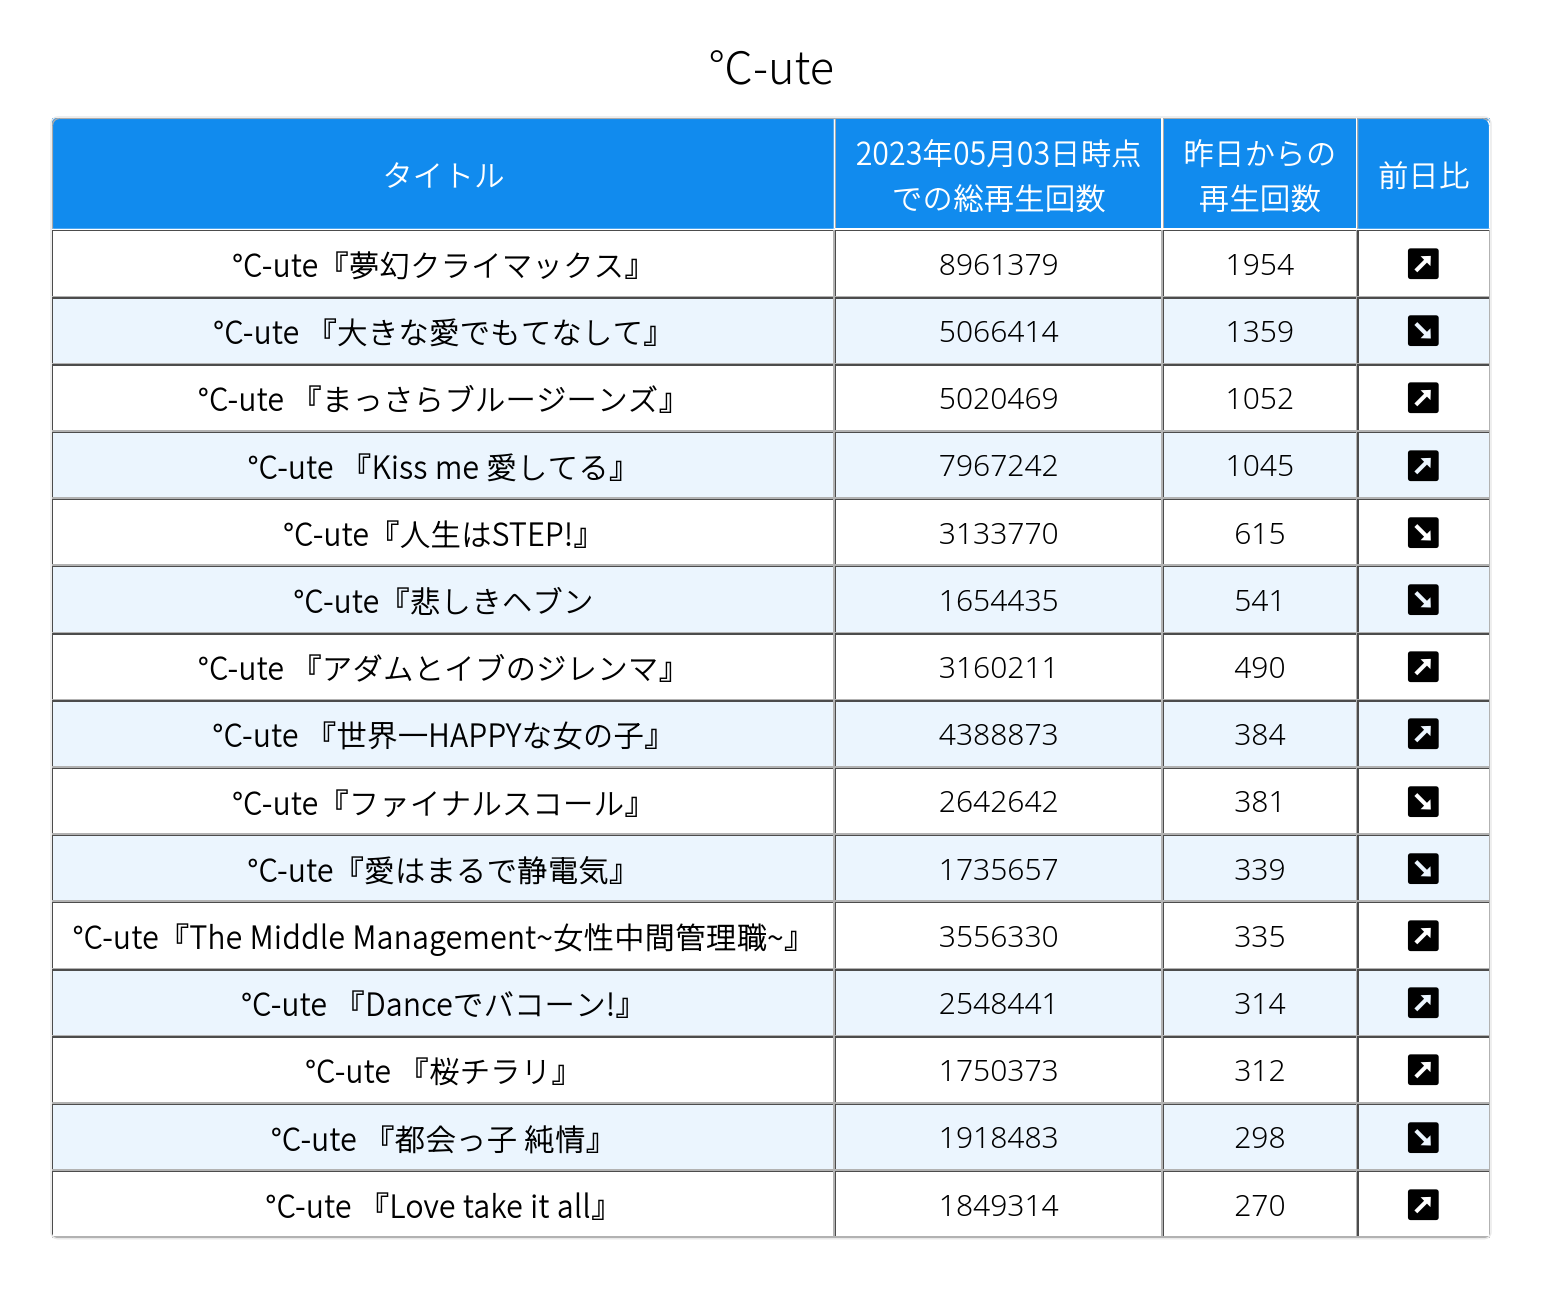 °C-ute
タイトル
2023年05月03日時点
での総再生回数
昨日からの
再生回数
前日比
°C-ute『夢幻クライマックス』 8961379 1954
°C-ute 『大きな愛でもてなして』 5066414 1359
°C-ute 『まっさらブルージーンズ』 5020469 1052
°C-ute 『Kiss me 愛してる』 7967242 1045
°C-ute『人生はSTEP!』 3133770 615
°C-ute『悲しきヘブン 1654435 541
°C-ute 『アダムとイブのジレンマ』 3160211 490
°C-ute 『世界一HAPPYな女の子』 4388873 384
°C-ute『ファイナルスコール』 2642642 381
°C-ute『愛はまるで静電気』 1735657 339
°C-ute『The Middle Management~女性中間管理職~』 3556330 335
°C-ute 『Danceでバコーン!』 2548441 314
°C-ute 『桜チラリ』 1750373 312
°C-ute 『都会っ子 純情』 1918483 298
°C-ute 『Love take it all』 1849314 270